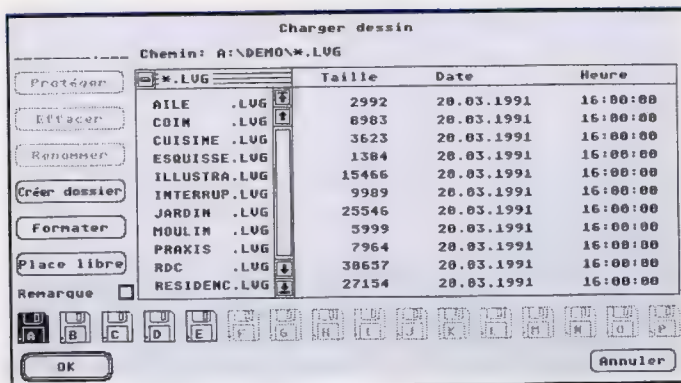 Charger dessin
Chemin: A:\DEMO\*.LVG
*.LVG Taille Date Heure
AILE .LVG 2992 20.03.1991 16:00:00
COIN .LVG 8983 20.03.1991 16:00:00
CUISINE .LVG 3623 20.03.1991 16:00:00
ESQUISSE.LVG 1384 20.03.1991 16:00:00
ILLUSTRA.LVG 15466 20.03.1991 16:00:00
INTERRUP.LVG 9989 20.03.1991 16:00:00
JARDIN .LVG 25546 20.03.1991 16:00:00
MOULIN .LVG 5999 20.03.1991 16:00:00
PRAXIS .LVG 7964 20.03.1991 16:00:00
RDC .LVG 38657 20.03.1991 16:00:00
RESIDENC.LVG 27154 20.03.1991 16:00:00
Protéger
Effacer
Renommer
Créer dossier
Formater
Place libre
Remarque
A B C D E F G H I J K L M N O P
OK
Annuler